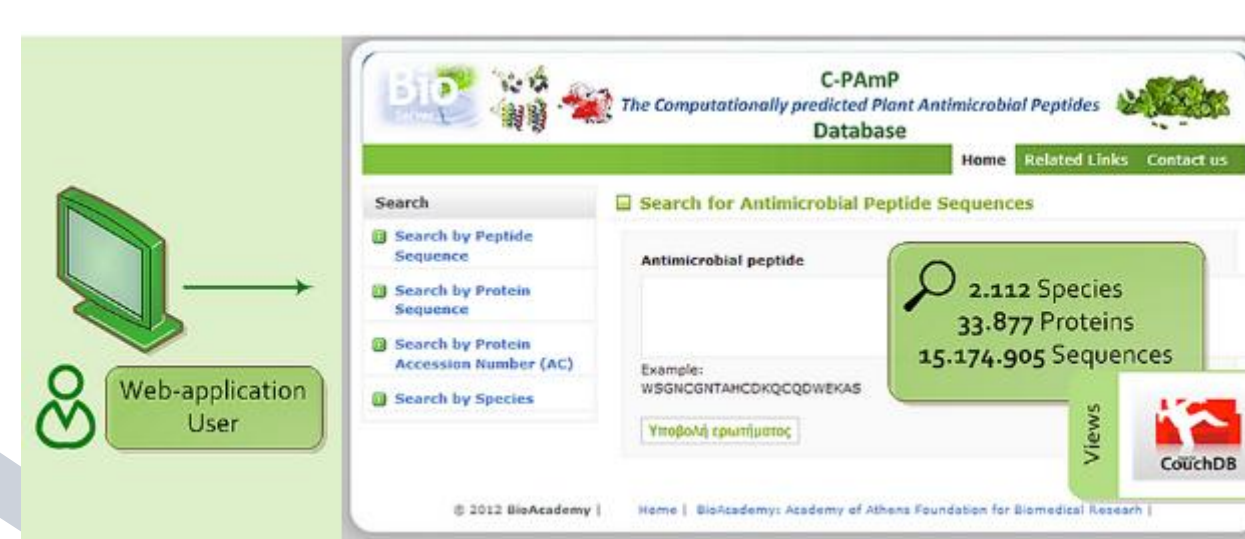 Bio
Server
C-PAmP
The Computationally predicted Plant Antimicrobial Peptides
Database
Home Related Links Contact us
Search
Search by Peptide
Sequence
Search by Protein
Sequence
Search by Protein
Accession Number (AC)
Search by Species
Search for Antimicrobial Peptide Sequences
Antimicrobial peptide
Example:
WSGNCGNTAHCDKQCQDWEKAS
Υποβολή ερωτήματος
2.112 Species
33.877 Proteins
15.174.905 Sequences
Views
CouchDB
Web-application
User
© 2012 BioAcademy |
Home | BioAcademy: Academy of Athens Foundation for Biomedical Researh |